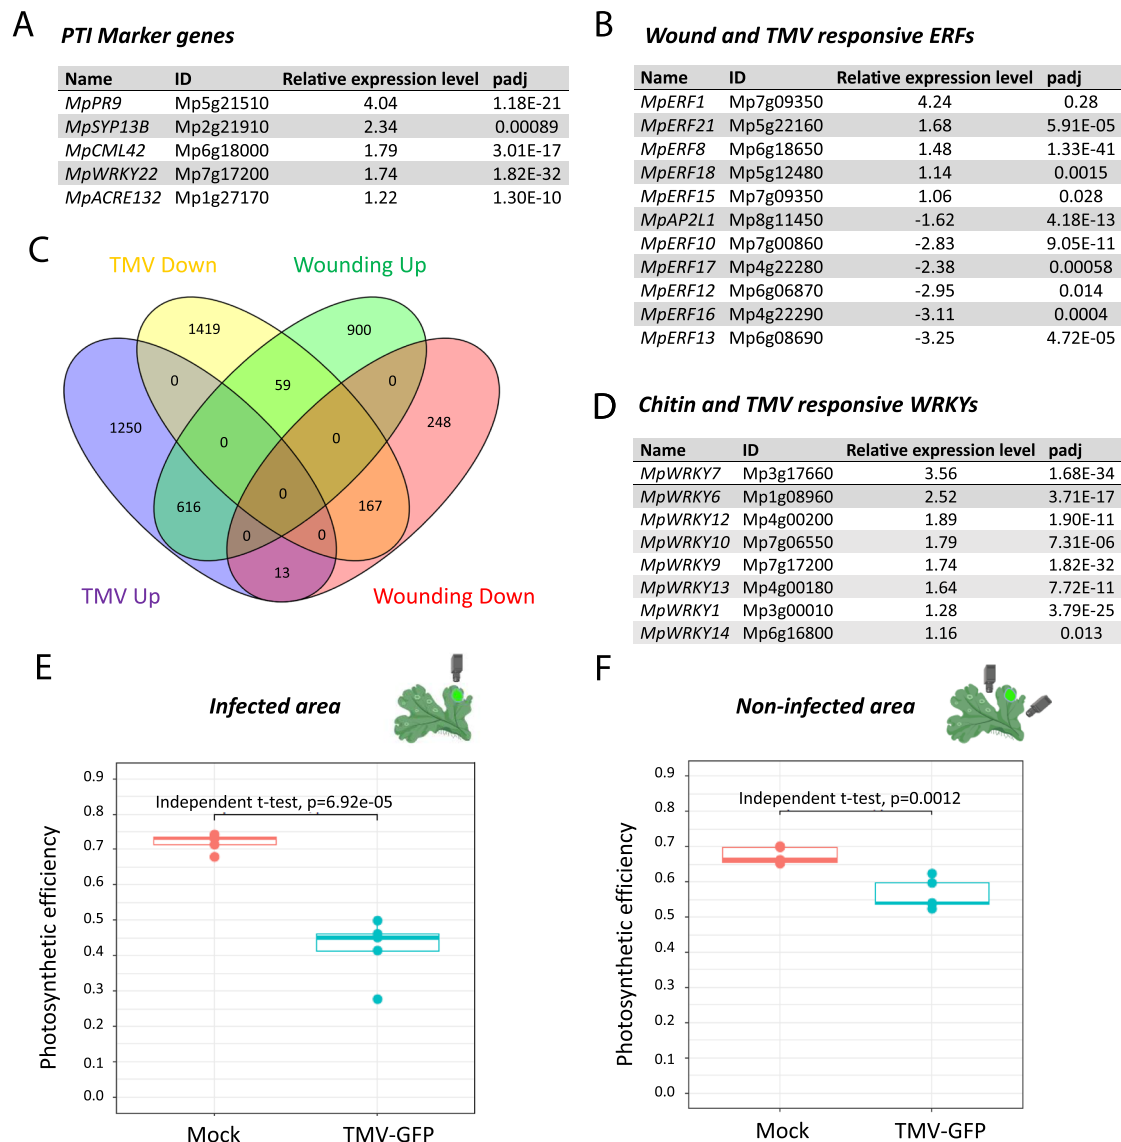 A
PTI Marker genes
Name ID Relative expression level padj
MpPR9 Mp5g21510 4.04 1.18E-21
MpSYP13B Mp2g21910 2.34 0.00089
MpCML42 Mp6g18000 1.79 3.01E-17
MpWRKY22 Mp7g17200 1.74 1.82E-32
MpACRE132 Mp1g27170 1.22 1.30E-10
B
Wound and TMV responsive ERFs
Name ID Relative expression level padj
MpERF1 Mp7g09350 4.24 0.28
MpERF21 Mp5g22160 1.68 5.91E-05
MpERF8 Mp6g18650 1.48 1.33E-41
MpERF18 Mp5g12480 1.14 0.0015
MpERF15 Mp7g09350 1.06 0.028
MpAP2L1 Mp8g11450 -1.62 4.18E-13
MpERF10 Mp7g00860 -2.83 9.05E-11
MpERF17 Mp4g22280 -2.38 0.00058
MpERF12 Mp6g06870 -2.95 0.014
MpERF16 Mp4g22290 -3.11 0.0004
MpERF13 Mp6g08690 -3.25 4.72E-05
C
TMV Down Wounding Up
1419 900
0 59 0
1250 0 0 248
616 0 167
0 0
13
TMV Up Wounding Down
D
Chitin and TMV responsive WRKYs
Name ID Relative expression level padj
MpWRKY7 Mp3g17660 3.56 1.68E-34
MpWRKY6 Mp1g08960 2.52 3.71E-17
MpWRKY12 Mp4g00200 1.89 1.90E-11
MpWRKY10 Mp7g06550 1.79 7.31E-06
MpWRKY9 Mp7g17200 1.74 1.82E-32
MpWRKY13 Mp4g00180 1.64 7.72E-11
MpWRKY1 Mp3g00010 1.28 3.79E-25
MpWRKY14 Mp6g16800 1.16 0.013
E
Infected area
Photosynthetic efficiency
0.9
0.8
0.7
0.6
0.5
0.4
0.3
0.2
0.1
0.0
Independent t-test, p=6.92e-05
Mock TMV-GFP
F
Non-infected area
Photosynthetic efficiency
0.9
0.8
0.7
0.6
0.5
0.4
0.3
0.2
0.1
0.0
Independent t-test, p=0.0012
Mock TMV-GFP